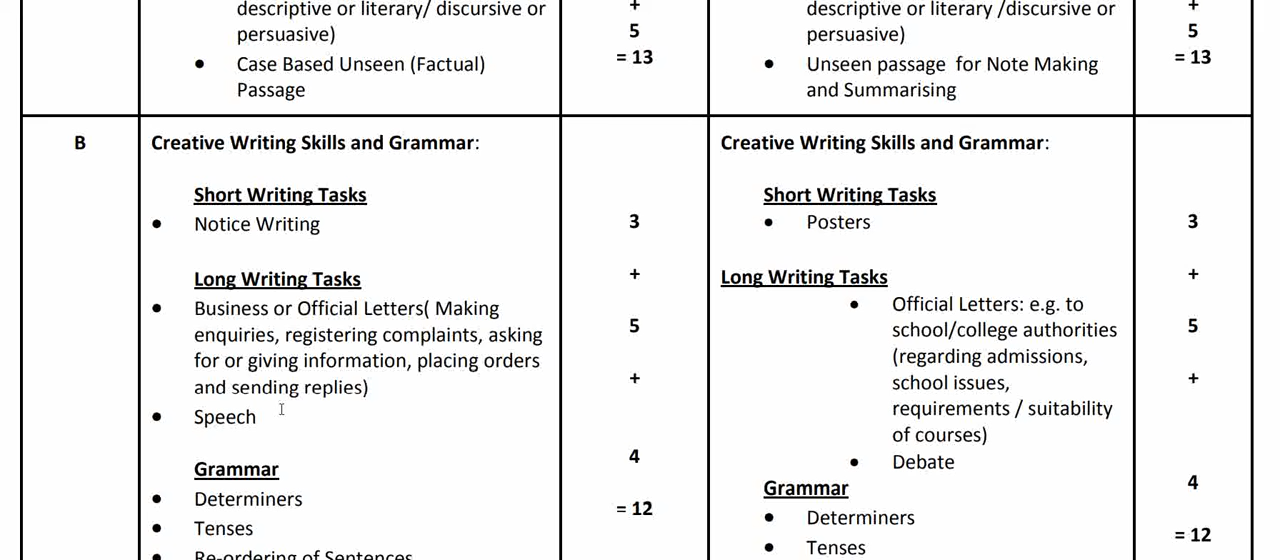 descriptive or literary/ discursive or
persuasive)
● Case Based Unseen (Factual)
Passage
+
5
= 13
descriptive or literary /discursive or
persuasive)
● Unseen passage for Note Making
and Summarising
+
5
= 13
B
Creative Writing Skills and Grammar:
Short Writing Tasks
● Notice Writing
Long Writing Tasks
● Business or Official Letters( Making
enquiries, registering complaints, asking
for or giving information, placing orders
and sending replies)
● Speech
Grammar
● Determiners
● Tenses
● Re-ordering of Sentences
3
+
5
+
4
= 12
Creative Writing Skills and Grammar:
Short Writing Tasks
● Posters
Long Writing Tasks
● Official Letters: e.g. to
school/college authorities
(regarding admissions,
school issues,
requirements / suitability
of courses)
● Debate
Grammar
● Determiners
● Tenses
3
+
5
+
4
= 12